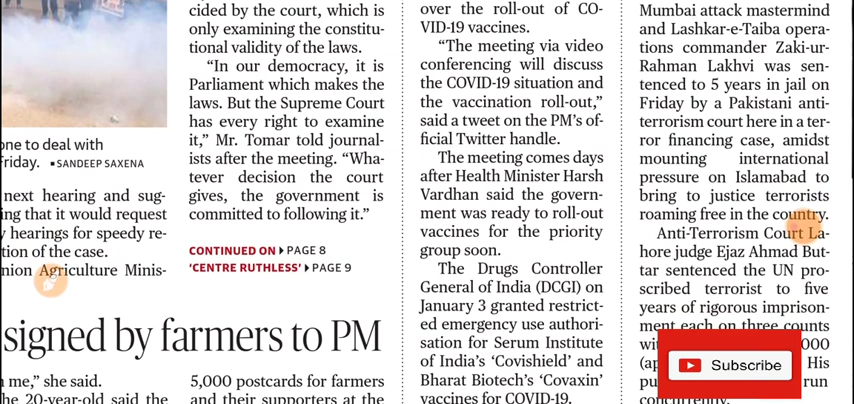 one to deal with
Friday. ▪ SANDEEP SAXENA
next hearing and sug-
ing that it would request
hearings for speedy re-
tion of the case.
nion Agriculture Minis-
cided by the court, which is
only examining the constitu-
tional validity of the laws.
“In our democracy, it is
Parliament which makes the
laws. But the Supreme Court
has every right to examine
it,” Mr. Tomar told journal-
ists after the meeting. “Wha-
tever decision the court
gives, the government is
committed to following it.”
CONTINUED ON ▸ PAGE 8
‘CENTRE RUTHLESS’ ▸ PAGE 9
signed by farmers to PM
me,” she said.
he 20-year-old said the
5,000 postcards for farmers
and their supporters at the
over the roll-out of CO-
VID-19 vaccines.
“The meeting via video
conferencing will discuss
the COVID-19 situation and
the vaccination roll-out,”
said a tweet on the PM’s of-
ficial Twitter handle.
The meeting comes days
after Health Minister Harsh
Vardhan said the govern-
ment was ready to roll-out
vaccines for the priority
group soon.
The Drugs Controller
General of India (DCGI) on
January 3 granted restrict-
ed emergency use authori-
sation for Serum Institute
of India’s ‘Covishield’ and
Bharat Biotech’s ‘Covaxin’
vaccines for COVID-19.
Mumbai attack mastermind
and Lashkar-e-Taiba opera-
tions commander Zaki-ur-
Rahman Lakhvi was sen-
tenced to 5 years in jail on
Friday by a Pakistani anti-
terrorism court here in a ter-
ror financing case, amidst
mounting international
pressure on Islamabad to
bring to justice terrorists
roaming free in the country.
Anti-Terrorism Court La-
hore judge Ejaz Ahmad But-
tar sentenced the UN pro-
scribed terrorist to five
years of rigorous imprison-
ment each on three counts
000
His
run
concurrently.
Subscribe